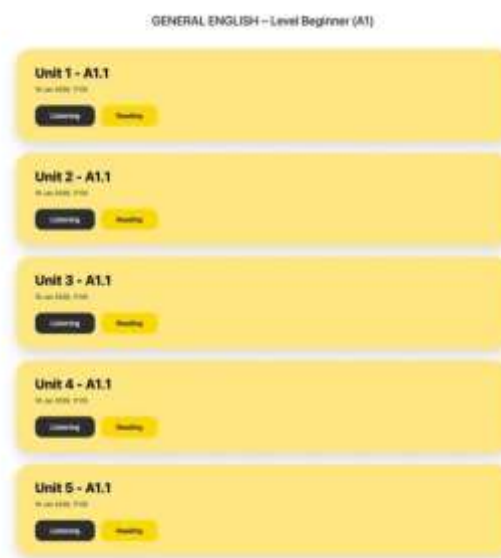 GENERAL ENGLISH – Level Beginner (A1)
Unit 1 - A1.1
Listening Reading
Unit 2 - A1.1
Listening Reading
Unit 3 - A1.1
Listening Reading
Unit 4 - A1.1
Listening Reading
Unit 5 - A1.1
Listening Reading